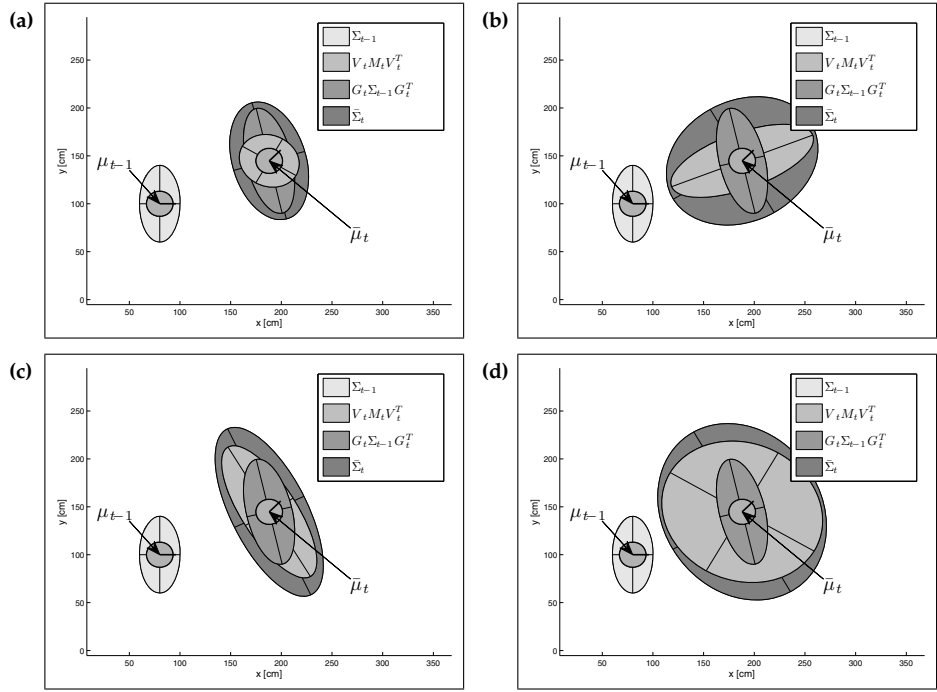 (a)
Σ_{t−1}
V_t M_t V_t^T
G_t Σ_{t−1} G_t^T
Σ̄_t
μ_{t−1}
μ̄_t
y [cm]
250
200
150
100
50
0
50 100 150 200 250 300 350
x [cm]
(b)
Σ_{t−1}
V_t M_t V_t^T
G_t Σ_{t−1} G_t^T
Σ̄_t
μ_{t−1}
μ̄_t
y [cm]
250
200
150
100
50
0
50 100 150 200 250 300 350
x [cm]
(c)
Σ_{t−1}
V_t M_t V_t^T
G_t Σ_{t−1} G_t^T
Σ̄_t
μ_{t−1}
μ̄_t
y [cm]
250
200
150
100
50
0
50 100 150 200 250 300 350
x [cm]
(d)
Σ_{t−1}
V_t M_t V_t^T
G_t Σ_{t−1} G_t^T
Σ̄_t
μ_{t−1}
μ̄_t
y [cm]
250
200
150
100
50
0
50 100 150 200 250 300 350
x [cm]